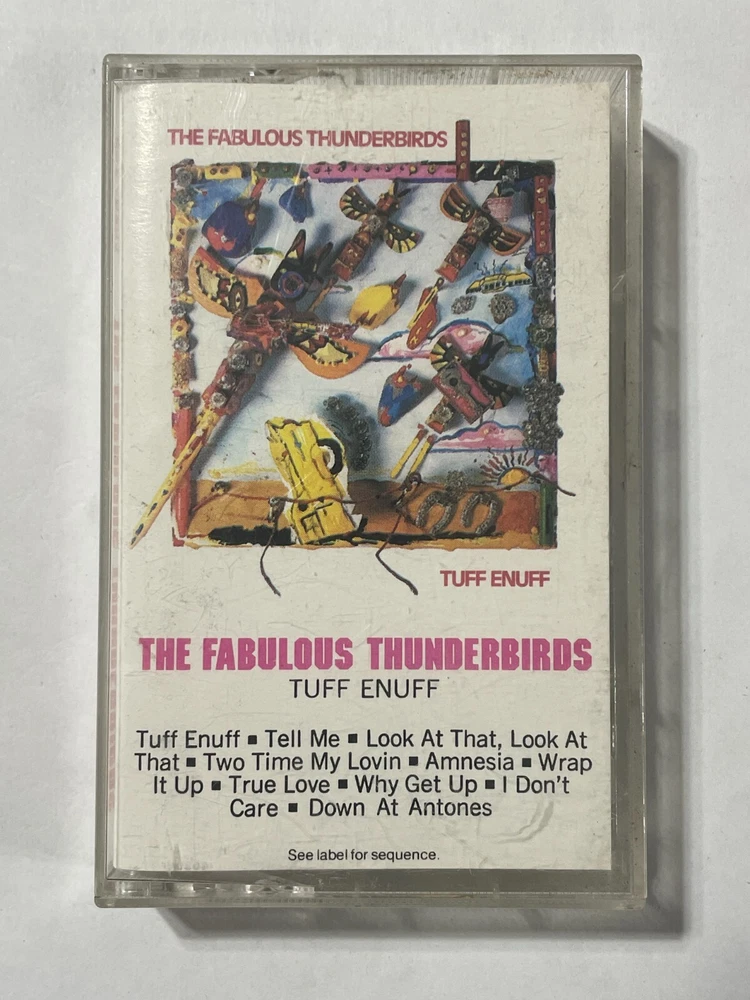 THE FABULOUS THUNDERBIRDS
TUFF ENUFF
THE FABULOUS THUNDERBIRDS
TUFF ENUFF
Tuff Enuff ▪ Tell Me ▪ Look At That, Look At
That ▪ Two Time My Lovin ▪ Amnesia ▪ Wrap
It Up ▪ True Love ▪ Why Get Up ▪ I Don't
Care ▪ Down At Antones
See label for sequence.